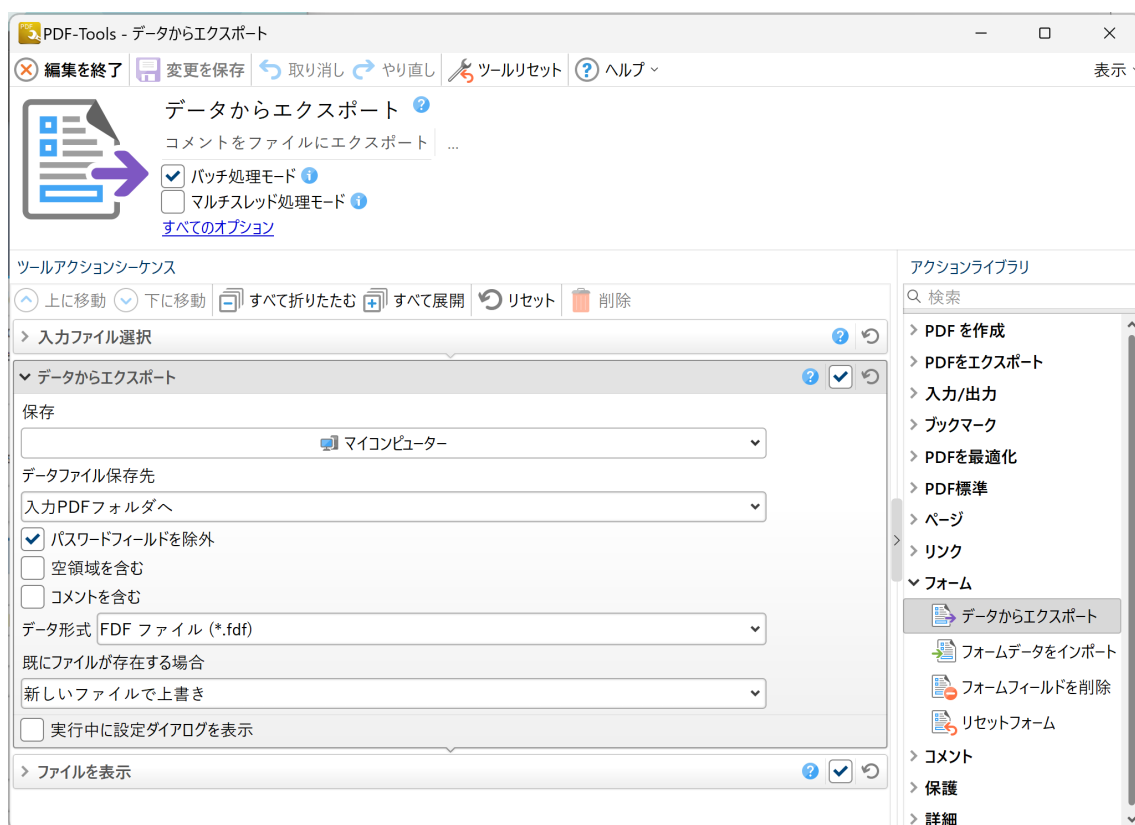 PDF-Tools - データからエクスポート
編集を終了 変更を保存 取り消し やり直し ツールリセット ヘルプ 表示
データからエクスポート
コメントをファイルにエクスポート ...
バッチ処理モード
マルチスレッド処理モード
すべてのオプション
ツールアクションシーケンス
上に移動 下に移動 すべて折りたたむ すべて展開 リセット 削除
入力ファイル選択
データからエクスポート
保存
マイコンピューター
データファイル保存先
入力PDFフォルダへ
パスワードフィールドを除外
空領域を含む
コメントを含む
データ形式 FDF ファイル (*.fdf)
既にファイルが存在する場合
新しいファイルで上書き
実行中に設定ダイアログを表示
ファイルを表示
アクションライブラリ
検索
PDF を作成
PDFをエクスポート
入力/出力
ブックマーク
PDFを最適化
PDF標準
ページ
リンク
フォーム
データからエクスポート
フォームデータをインポート
フォームフィールドを削除
リセットフォーム
コメント
保護
詳細